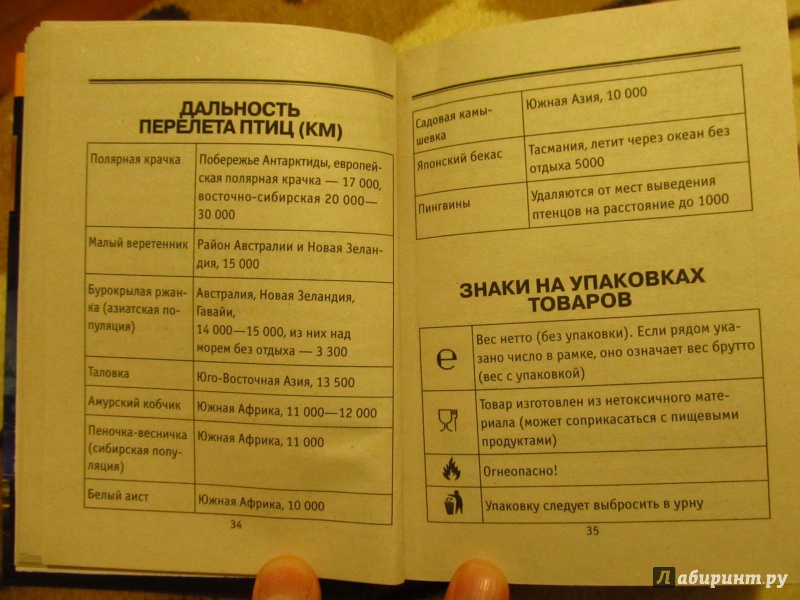 ДАЛЬНОСТЬ
ПЕРЕЛЕТА ПТИЦ (КМ)
Полярная крачка
Побережье Антарктиды, европей-
ская полярная крачка — 17 000,
восточно-сибирская 20 000—
30 000
Малый веретенник
Район Австралии и Новая Зелан-
дия, 15 000
Бурокрылая ржан-
ка (азиатская по-
пуляция)
Австралия, Новая Зеландия,
Гавайи,
14 000—15 000, из них над
морем без отдыха — 3 300
Таловка
Юго-Восточная Азия, 13 500
Амурский кобчик
Южная Африка, 11 000—12 000
Пеночка-весничка
(сибирская попу-
ляция)
Южная Африка, 11 000
Белый аист
Южная Африка, 10 000
34
Садовая камы-
шевка
Южная Азия, 10 000
Японский бекас
Тасмания, летит через океан без
отдыха 5000
Пингвины
Удаляются от мест выведения
птенцов на расстояние до 1000
ЗНАКИ НА УПАКОВКАХ
ТОВАРОВ
℮
Вес нетто (без упаковки). Если рядом ука-
зано число в рамке, оно означает вес брутто
(вес с упаковкой)
Товар изготовлен из нетоксичного мате-
риала (может соприкасаться с пищевыми
продуктами)
Огнеопасно!
Упаковку следует выбросить в урну
35
Лабиринт.ру